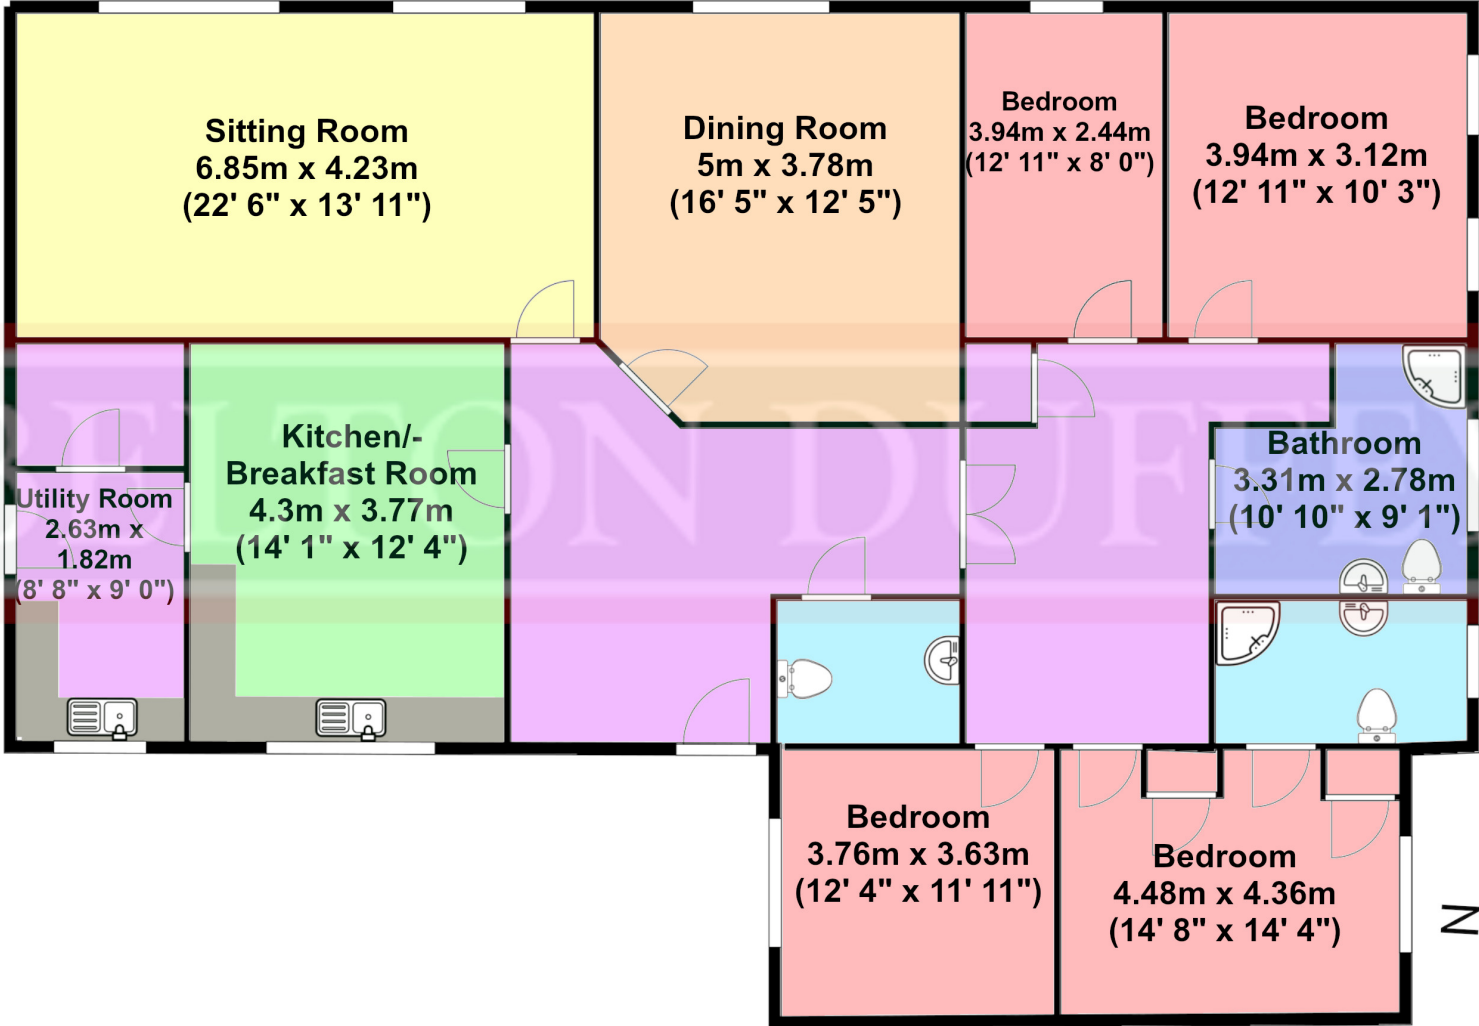 Sitting Room
6.85m x 4.23m
(22' 6" x 13' 11")
Dining Room
5m x 3.78m
(16' 5" x 12' 5")
Bedroom
3.94m x 2.44m
(12' 11" x 8' 0")
Bedroom
3.94m x 3.12m
(12' 11" x 10' 3")
Kitchen/-
Breakfast Room
4.3m x 3.77m
(14' 1" x 12' 4")
Utility Room
2.63m x
1.82m
(8' 8" x 9' 0")
Bathroom
3.31m x 2.78m
(10' 10" x 9' 1")
BELTON DUFFEY
Bedroom
3.76m x 3.63m
(12' 4" x 11' 11")
Bedroom
4.48m x 4.36m
(14' 8" x 14' 4")
N